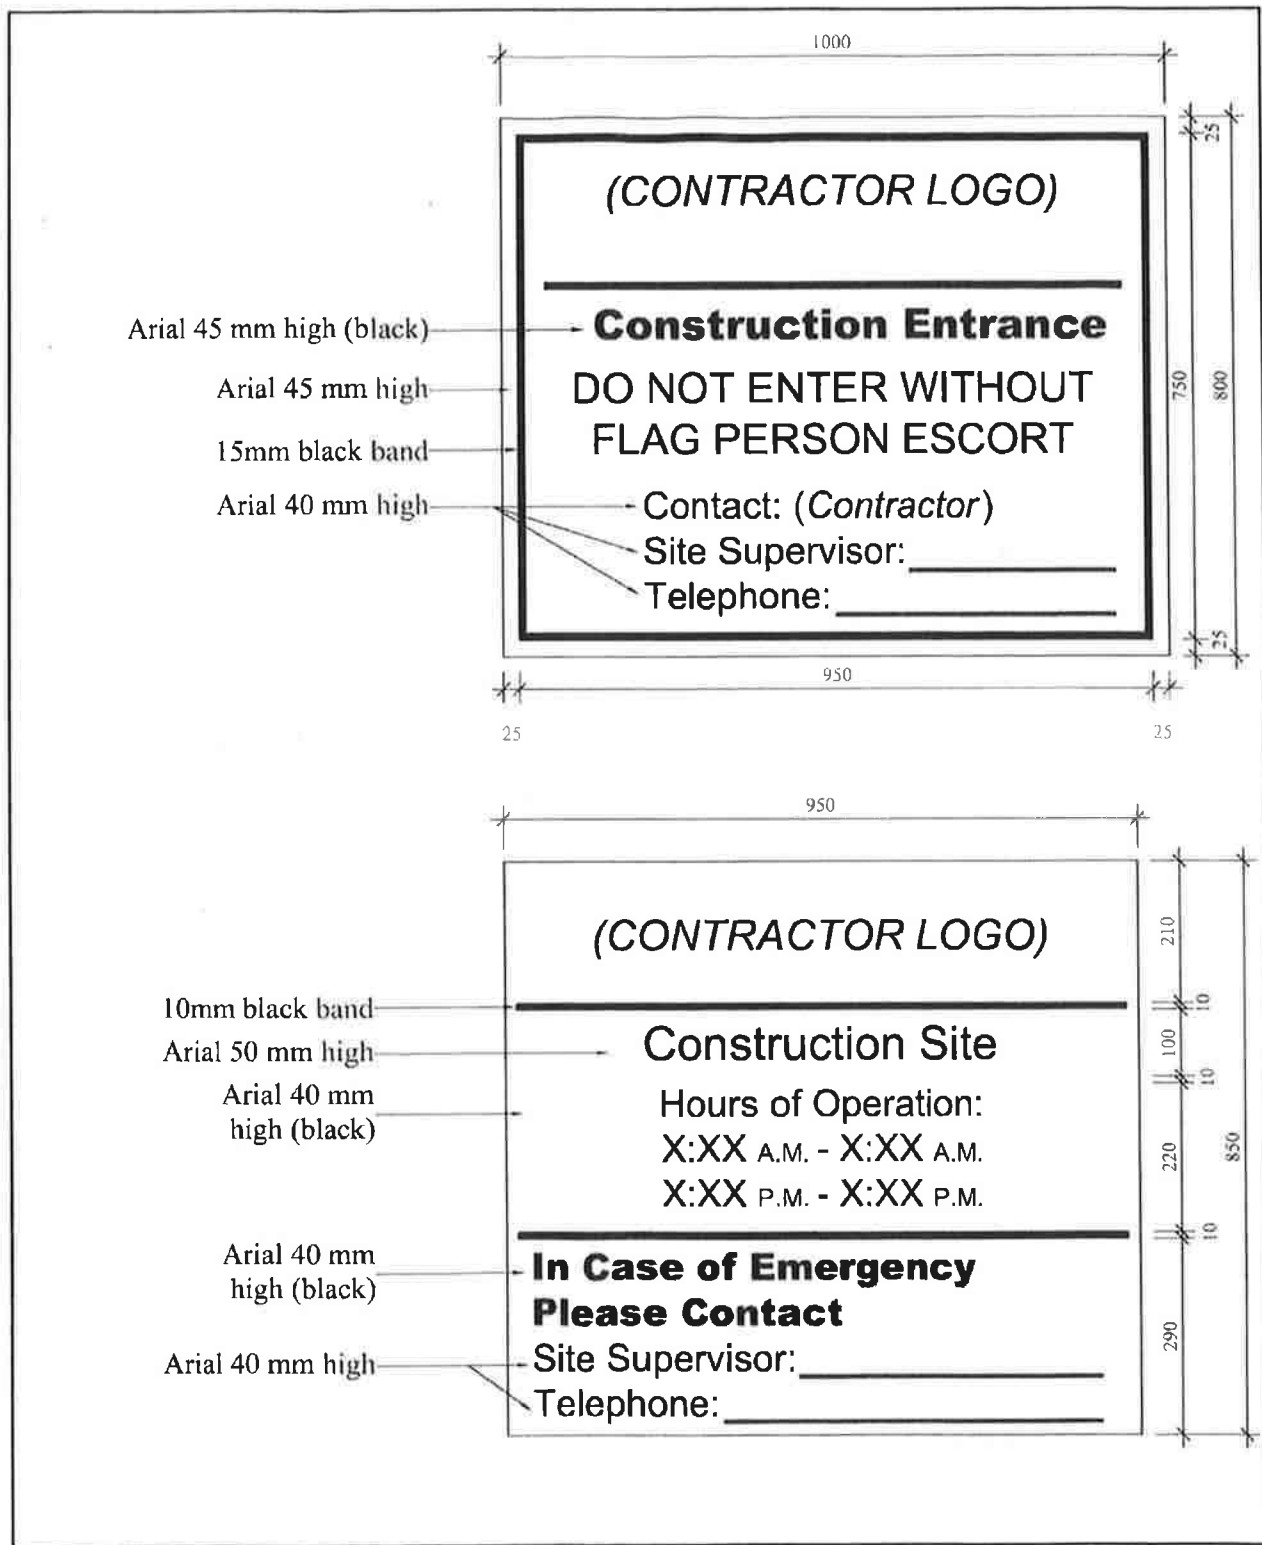 1000
25
(CONTRACTOR LOGO)
Arial 45 mm high (black)
Construction Entrance
Arial 45 mm high
DO NOT ENTER WITHOUT
FLAG PERSON ESCORT
750
800
15mm black band
Arial 40 mm high
Contact: (Contractor)
Site Supervisor:
Telephone:
25
950
25
25
950
(CONTRACTOR LOGO)
210
10mm black band
10
Arial 50 mm high
Construction Site
100
10
Arial 40 mm
high (black)
Hours of Operation:
X:XX A.M. - X:XX A.M.
X:XX P.M. - X:XX P.M.
220
850
10
Arial 40 mm
high (black)
In Case of Emergency
Please Contact
290
Arial 40 mm high
Site Supervisor:
Telephone: